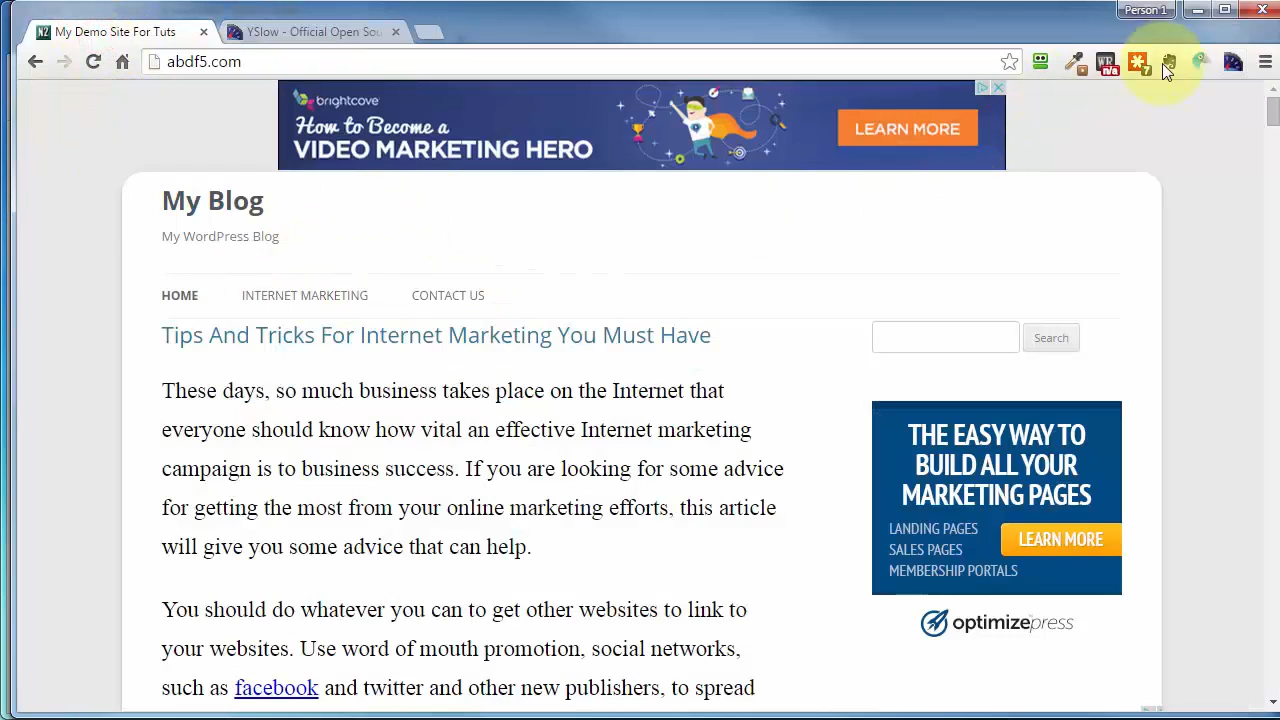 Person 1
My Demo Site For Tuts
YSlow - Official Open Sou
abdf5.com
WR n/a
7
brightcove
How to Become a
VIDEO MARKETING HERO
LEARN MORE
My Blog
My WordPress Blog
HOME INTERNET MARKETING CONTACT US
Tips And Tricks For Internet Marketing You Must Have
Search
These days, so much business takes place on the Internet that
everyone should know how vital an effective Internet marketing
campaign is to business success. If you are looking for some advice
for getting the most from your online marketing efforts, this article
will give you some advice that can help.
You should do whatever you can to get other websites to link to
your websites. Use word of mouth promotion, social networks,
such as facebook and twitter and other new publishers, to spread
THE EASY WAY TO
BUILD ALL YOUR
MARKETING PAGES
LANDING PAGES
SALES PAGES
MEMBERSHIP PORTALS
LEARN MORE
optimizepress